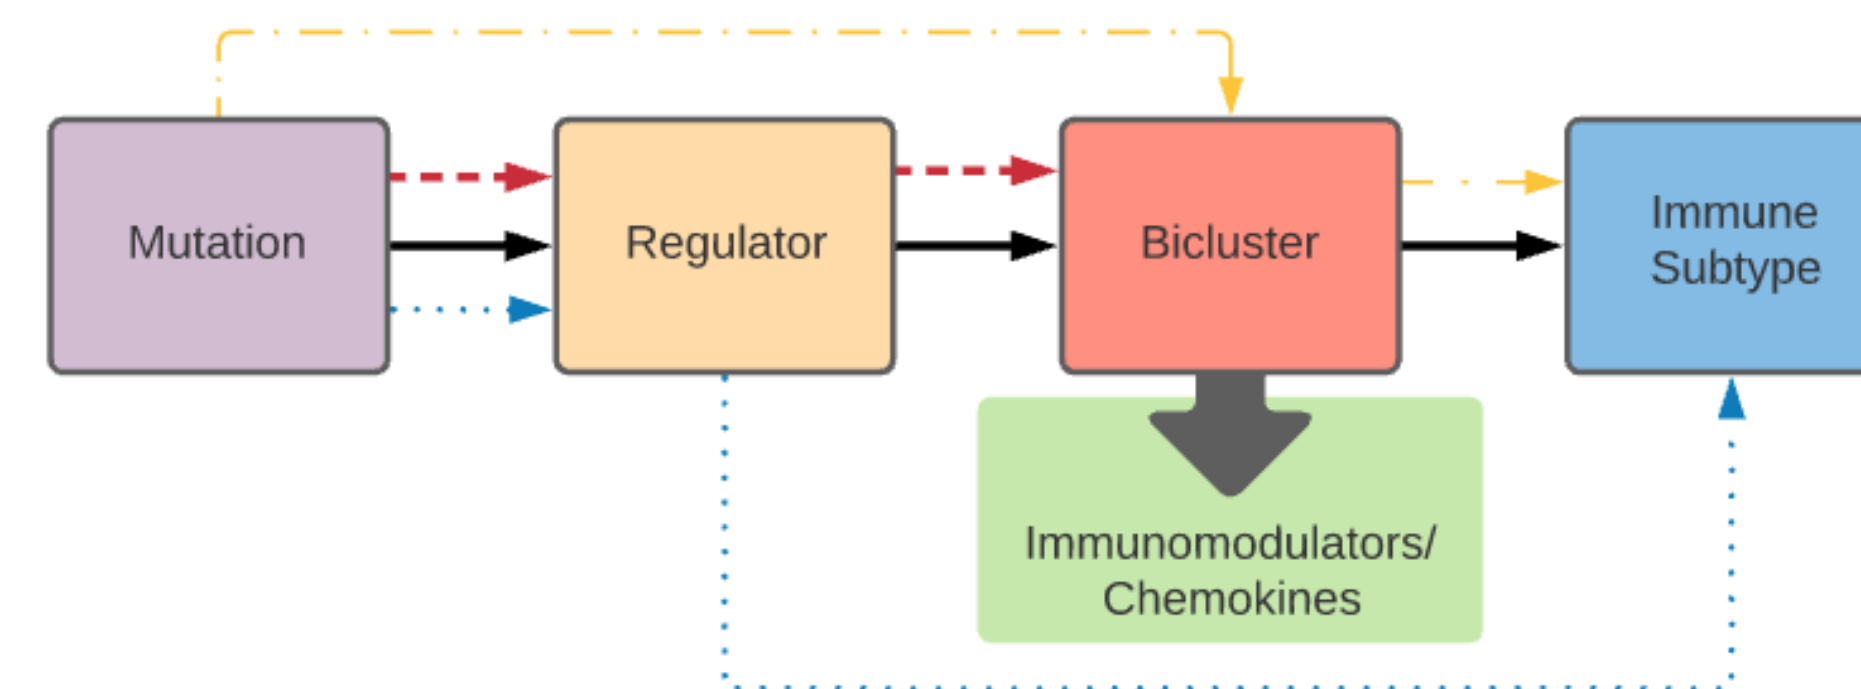 Mutation
Regulator
Bicluster
Immune
Subtype
Immunomodulators/
Chemokines